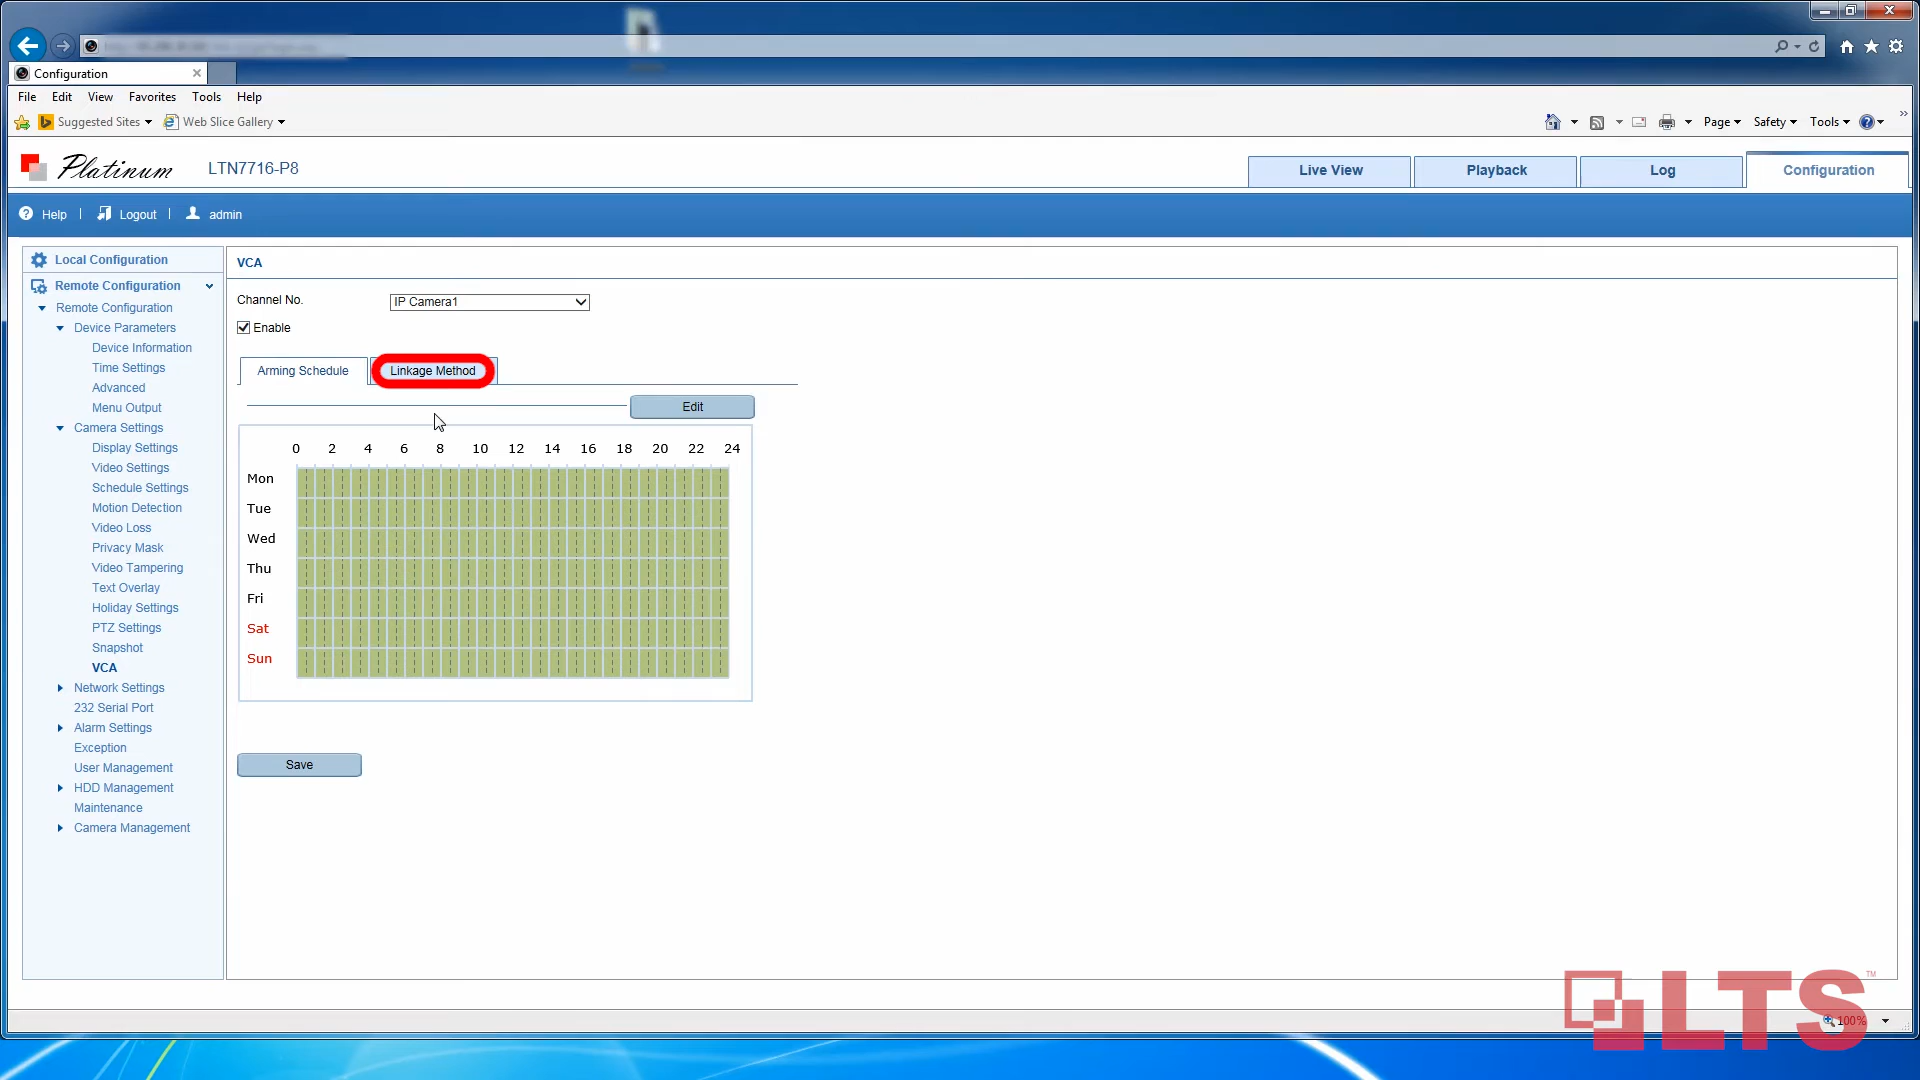 Configuration
File Edit View Favorites Tools Help
Suggested Sites Web Slice Gallery Page Safety Tools
Platinum LTN7716-P8 Live View Playback Log Configuration
Help | Logout | admin
Local Configuration
Remote Configuration
Remote Configuration
Device Parameters
Device Information
Time Settings
Advanced
Menu Output
Camera Settings
Display Settings
Video Settings
Schedule Settings
Motion Detection
Video Loss
Privacy Mask
Video Tampering
Text Overlay
Holiday Settings
PTZ Settings
Snapshot
VCA
Network Settings
232 Serial Port
Alarm Settings
Exception
User Management
HDD Management
Maintenance
Camera Management
VCA
Channel No. IP Camera1
Enable
Arming Schedule Linkage Method
Edit
0 2 4 6 8 10 12 14 16 18 20 22 24
Mon
Tue
Wed
Thu
Fri
Sat
Sun
Save
LTS™
100%